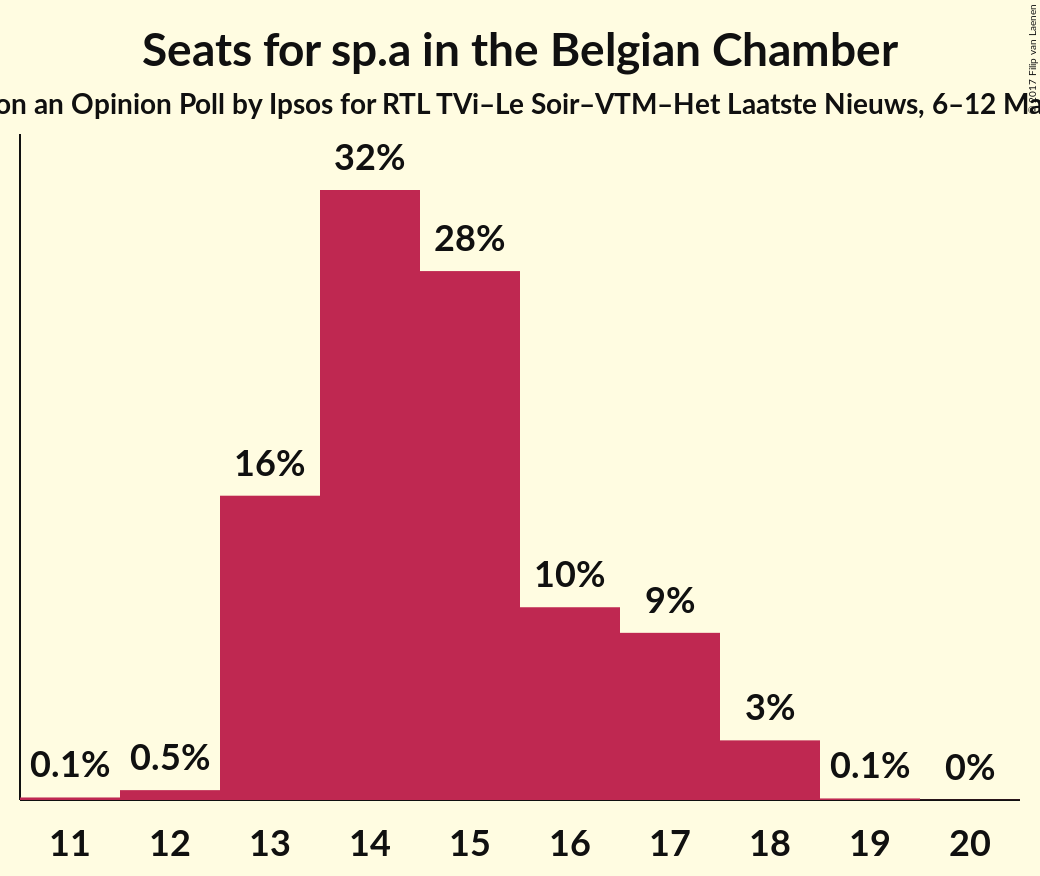 Seats for sp.a in the Belgian Chamber
on an Opinion Poll by Ipsos for RTL TVi–Le Soir–VTM–Het Laatste Nieuws, 6–12 Ma
© 2017 Filip van Laenen
32%
28%
16%
10%
9%
3%
0.1%
0.5%
0.1%
0%
11 12 13 14 15 16 17 18 19 20